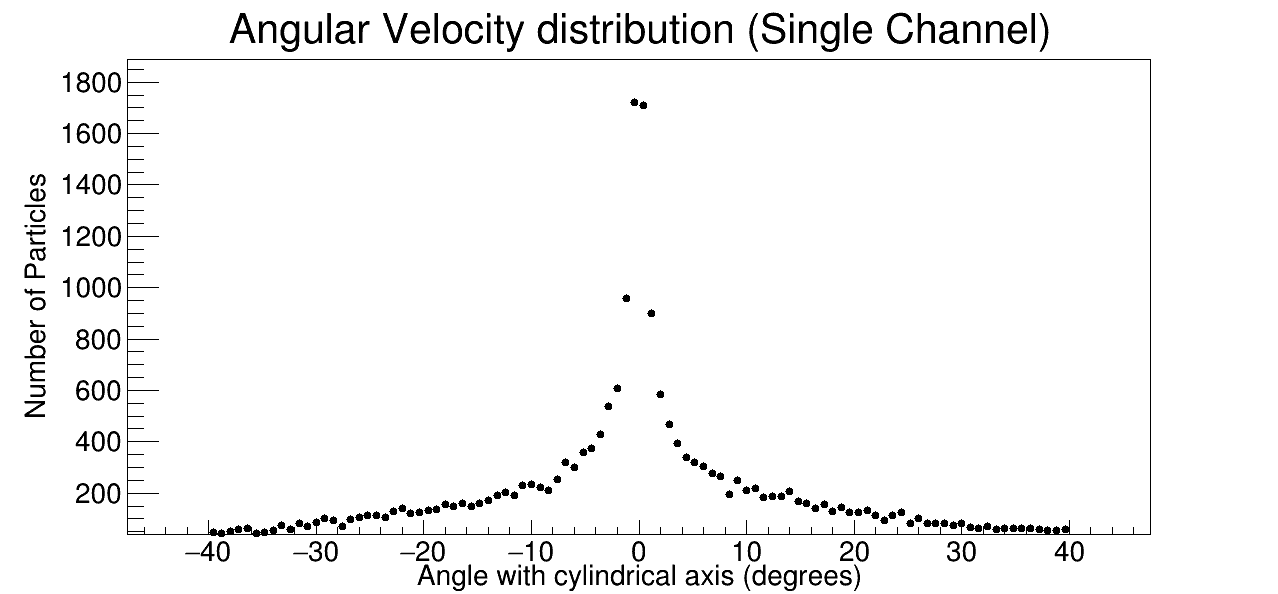 Angular Velocity distribution (Single Channel)
Number of Particles
1800
1600
1400
1200
1000
800
600
400
200
−40 −30 −20 −10 0 10 20 30 40
Angle with cylindrical axis (degrees)